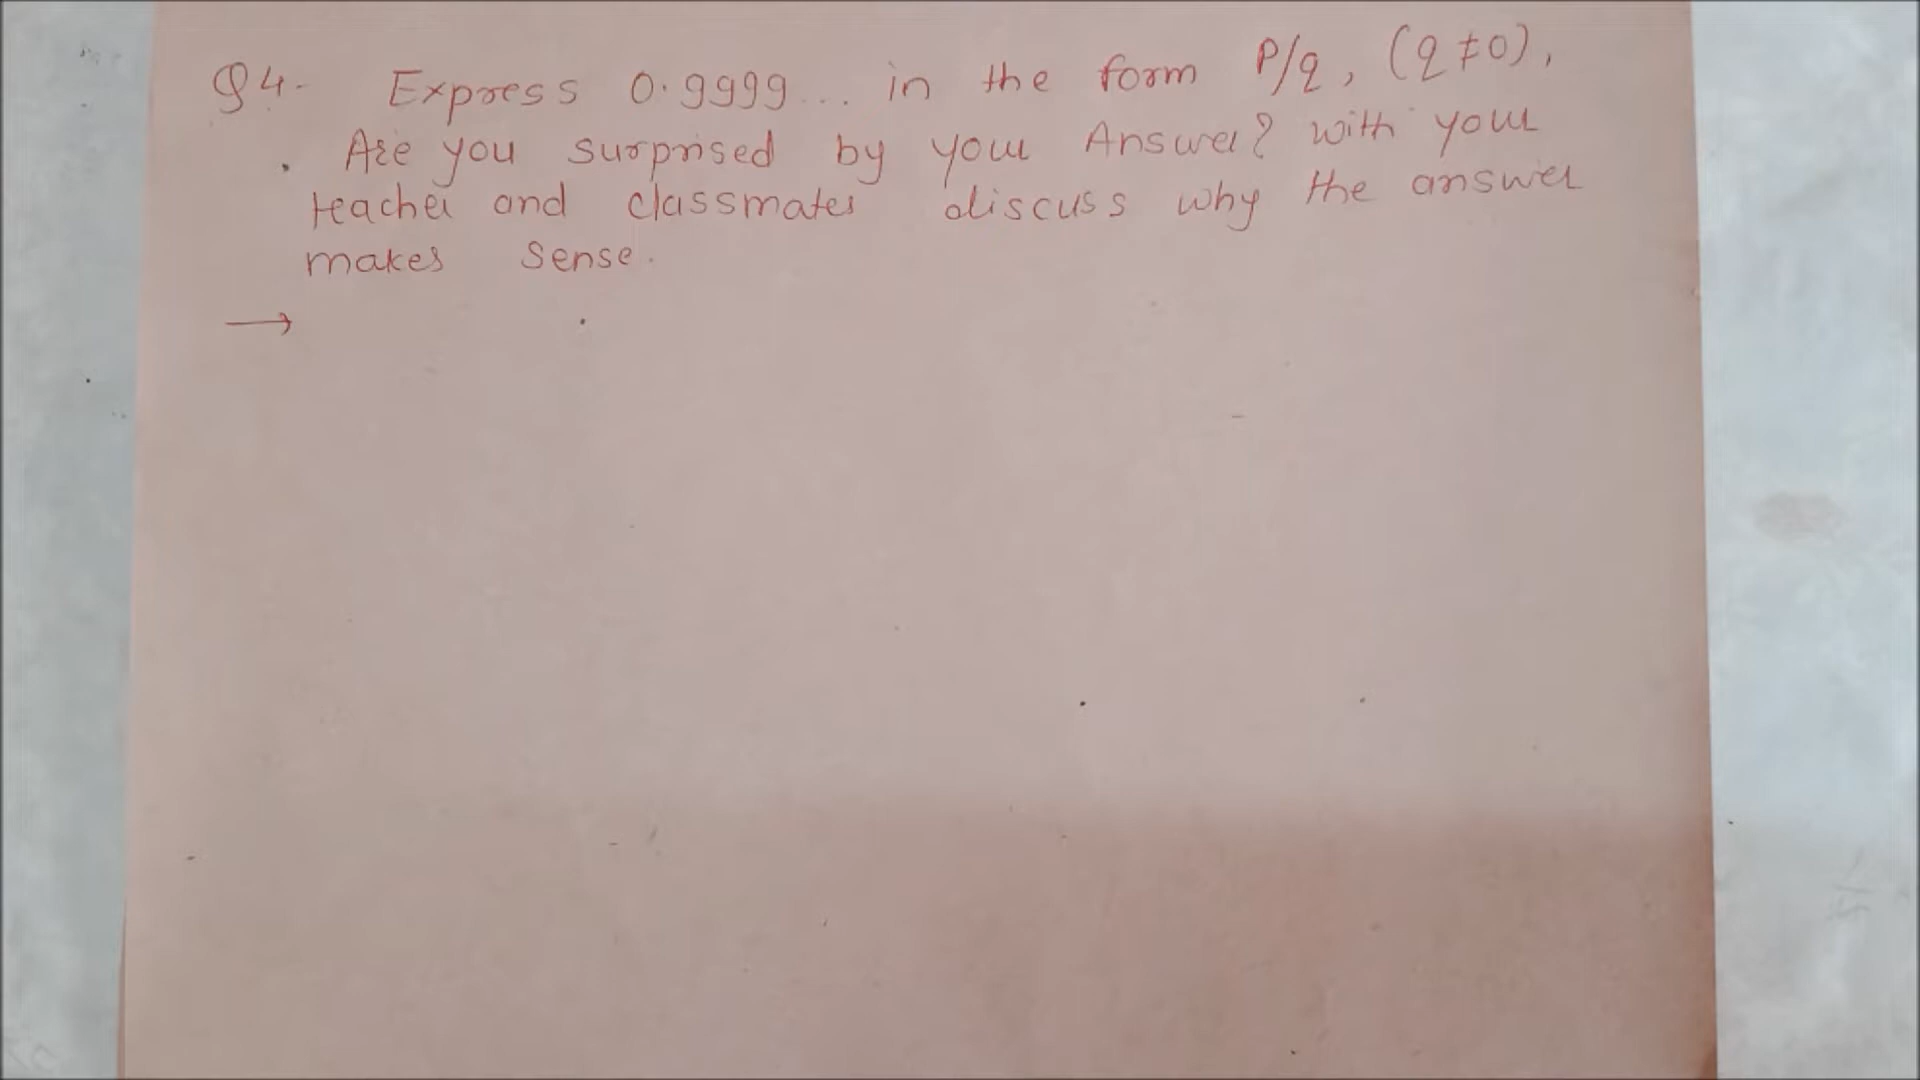 Q4. Express 0.9999... in the form P/q, (q≠0),
Are you surprised by your Answer? with your
teacher and classmates discuss why the answer
makes sense.
→